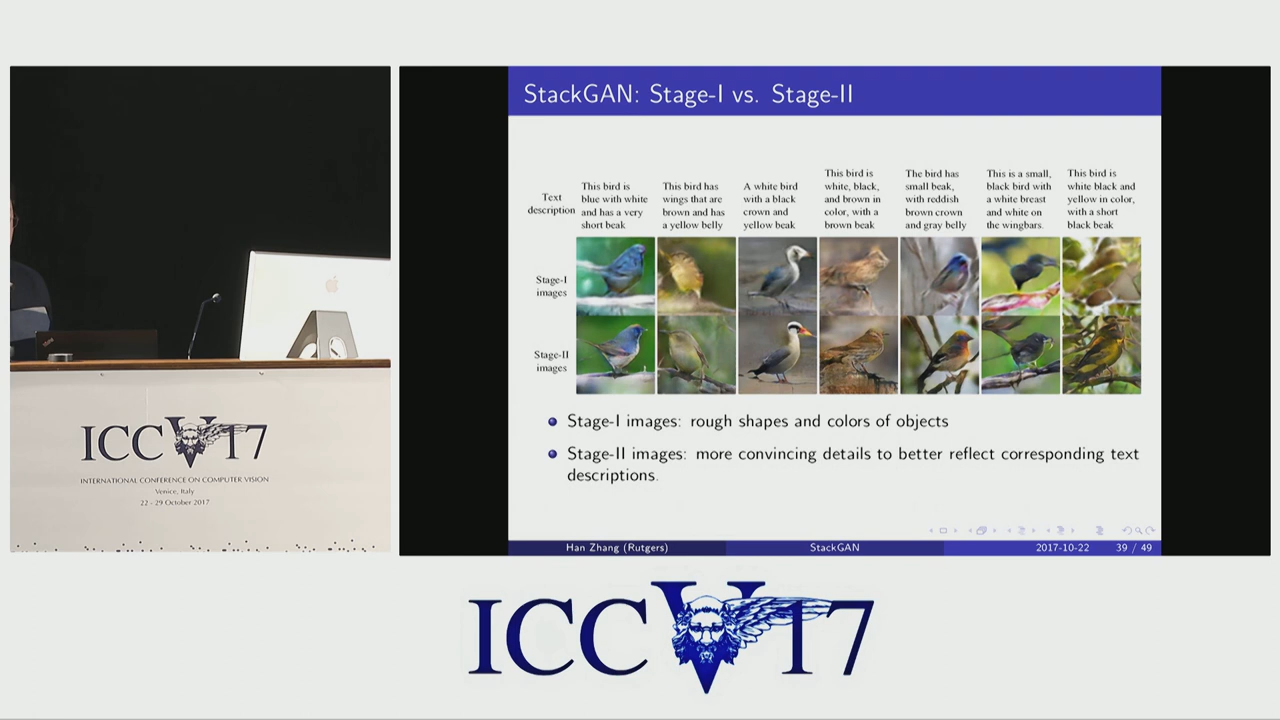 StackGAN: Stage-I vs. Stage-II
Text
description
This bird is
blue with white
and has a very
short beak
This bird has
wings that are
brown and has
a yellow belly
A white bird
with a black
crown and
yellow beak
This bird is
white, black,
and brown in
color, with a
brown beak
The bird has
small beak,
with reddish
brown crown
and gray belly
This is a small,
black bird with
a white breast
and white on
the wingbars.
This bird is
white black and
yellow in color,
with a short
black beak
Stage-I
images
Stage-II
images
Stage-I images: rough shapes and colors of objects
Stage-II images: more convincing details to better reflect corresponding text
descriptions.
Han Zhang (Rutgers)
StackGAN
2017-10-22
39 / 49
ICCV17
INTERNATIONAL CONFERENCE ON COMPUTER VISION
Venice, Italy
22 - 29 October 2017
ICCV17